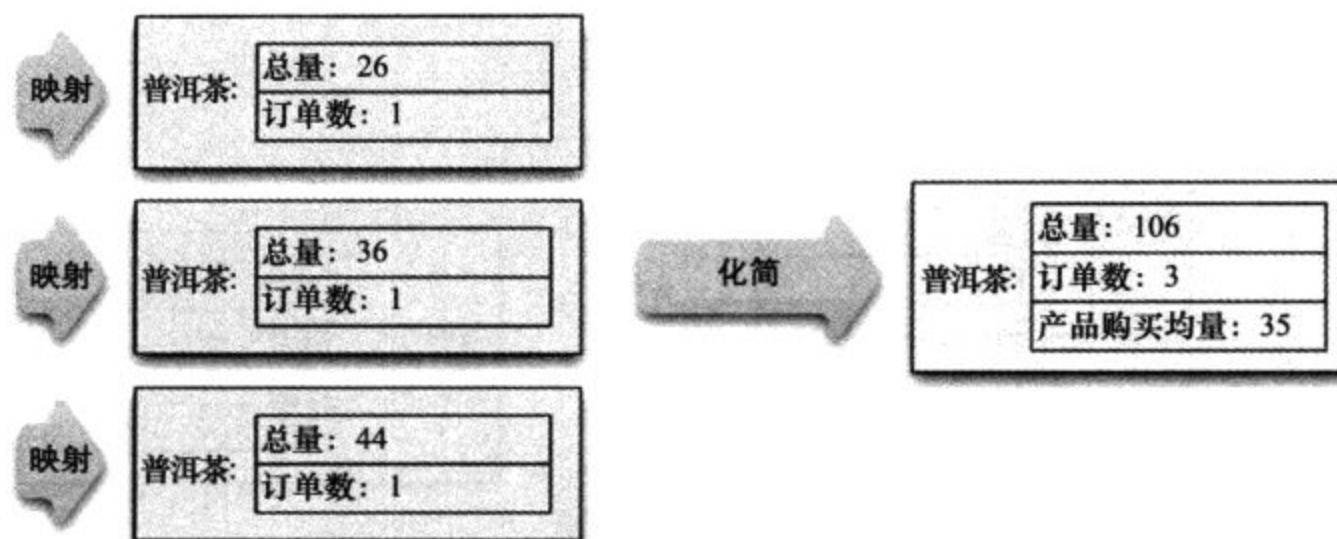 映射
普洱茶:
总量：26
订单数：1
映射
普洱茶:
总量：36
订单数：1
映射
普洱茶:
总量：44
订单数：1
化简
普洱茶:
总量：106
订单数：3
产品购买均量：35